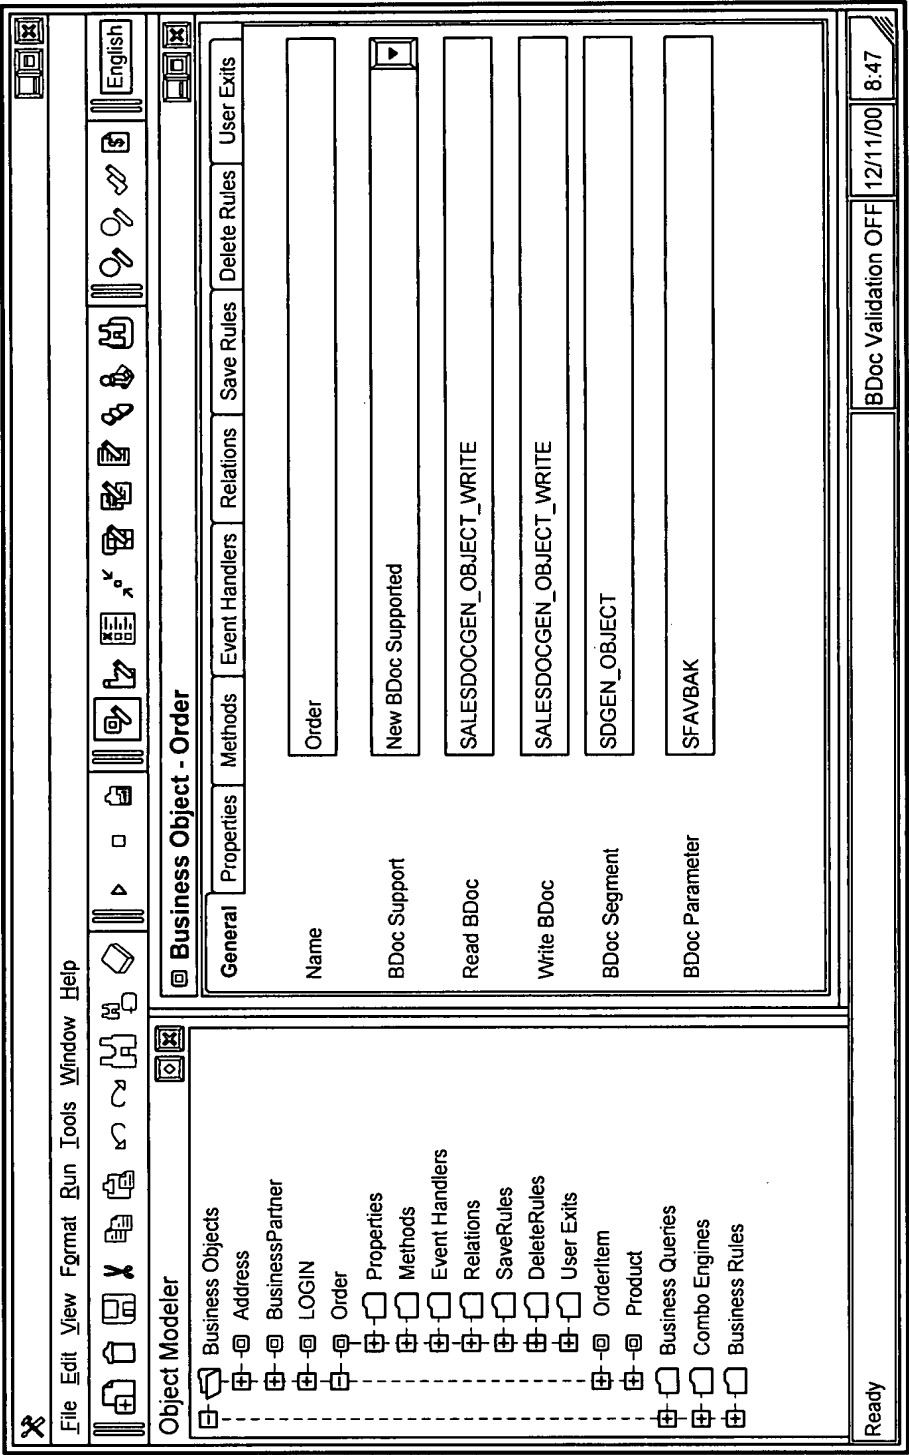 File Edit View Format Run Tools Window Help
English
Object Modeler
Business Objects
Address
BusinessPartner
LOGIN
Order
Properties
Methods
Event Handlers
Relations
SaveRules
DeleteRules
User Exits
OrderItem
Product
Business Queries
Combo Engines
Business Rules
Business Object - Order
General Properties Methods Event Handlers Relations Save Rules Delete Rules User Exits
Name Order
BDoc Support New BDoc Supported
Read BDoc SALESDOCGEN_OBJECT_WRITE
Write BDoc SALESDOCGEN_OBJECT_WRITE
BDoc Segment SDGEN_OBJECT
BDoc Parameter SFAVBAK
Ready BDoc Validation OFF 12/11/00 8:47